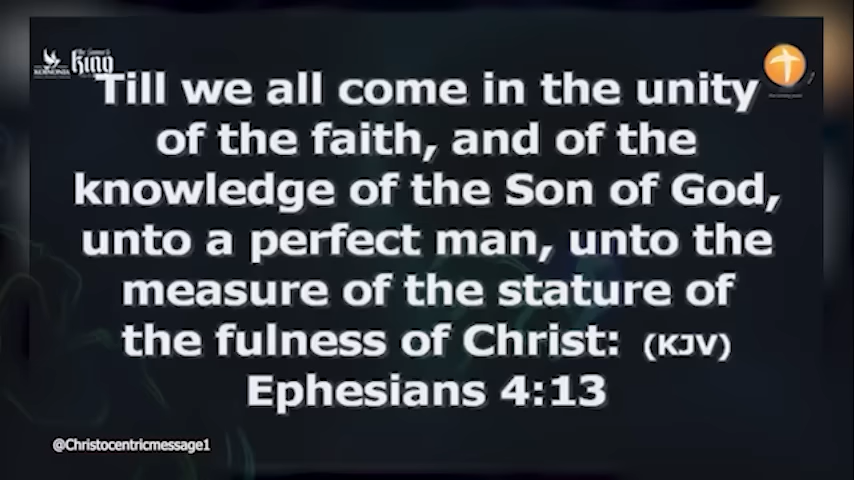 KOINONIA
King
Till we all come in the unity
of the faith, and of the
knowledge of the Son of God,
unto a perfect man, unto the
measure of the stature of
the fulness of Christ: (KJV)
Ephesians 4:13
@Christocentricmessage1